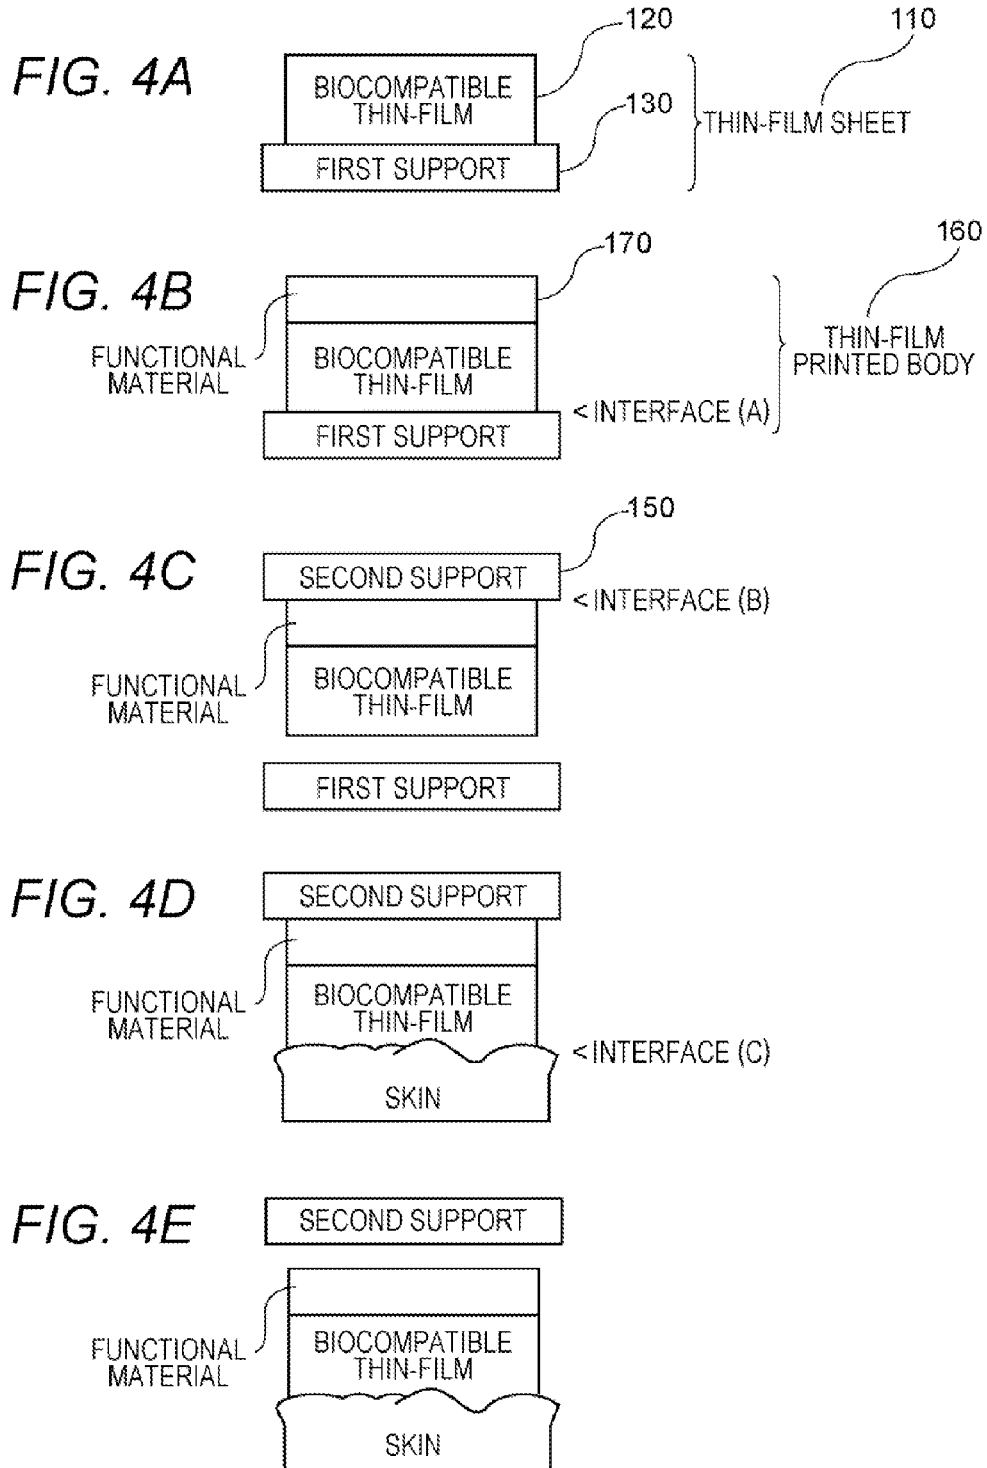 FIG. 4A
120
110
BIOCOMPATIBLE
THIN-FILM
130
THIN-FILM SHEET
FIRST SUPPORT
FIG. 4B
170
160
FUNCTIONAL
MATERIAL
BIOCOMPATIBLE
THIN-FILM
THIN-FILM
PRINTED BODY
< INTERFACE (A)
FIRST SUPPORT
FIG. 4C
150
SECOND SUPPORT
< INTERFACE (B)
FUNCTIONAL
MATERIAL
BIOCOMPATIBLE
THIN-FILM
FIRST SUPPORT
FIG. 4D
SECOND SUPPORT
FUNCTIONAL
MATERIAL
BIOCOMPATIBLE
THIN-FILM
< INTERFACE (C)
SKIN
FIG. 4E
SECOND SUPPORT
FUNCTIONAL
MATERIAL
BIOCOMPATIBLE
THIN-FILM
SKIN